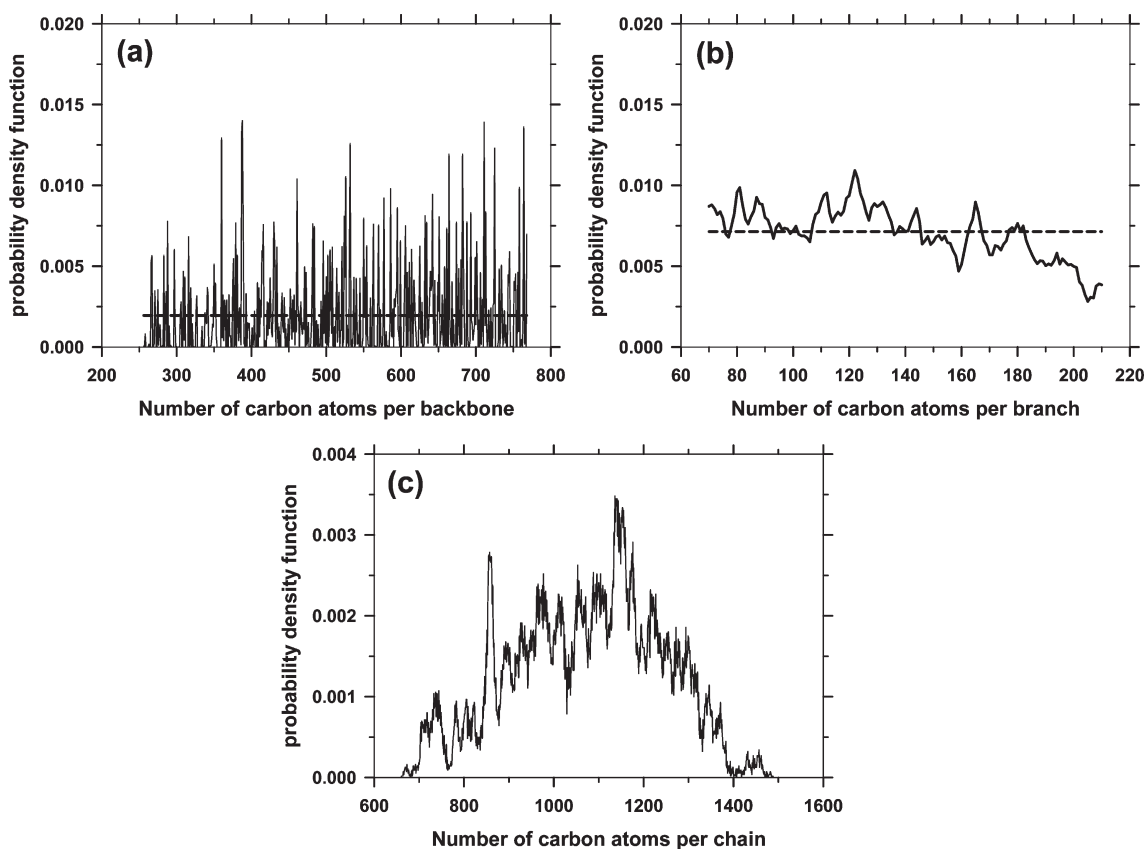 (a)
probability density function
0.020
0.015
0.010
0.005
0.000
200 300 400 500 600 700 800
Number of carbon atoms per backbone
(b)
probability density function
0.020
0.015
0.010
0.005
0.000
60 80 100 120 140 160 180 200 220
Number of carbon atoms per branch
(c)
probability density function
0.004
0.003
0.002
0.001
0.000
600 800 1000 1200 1400 1600
Number of carbon atoms per chain